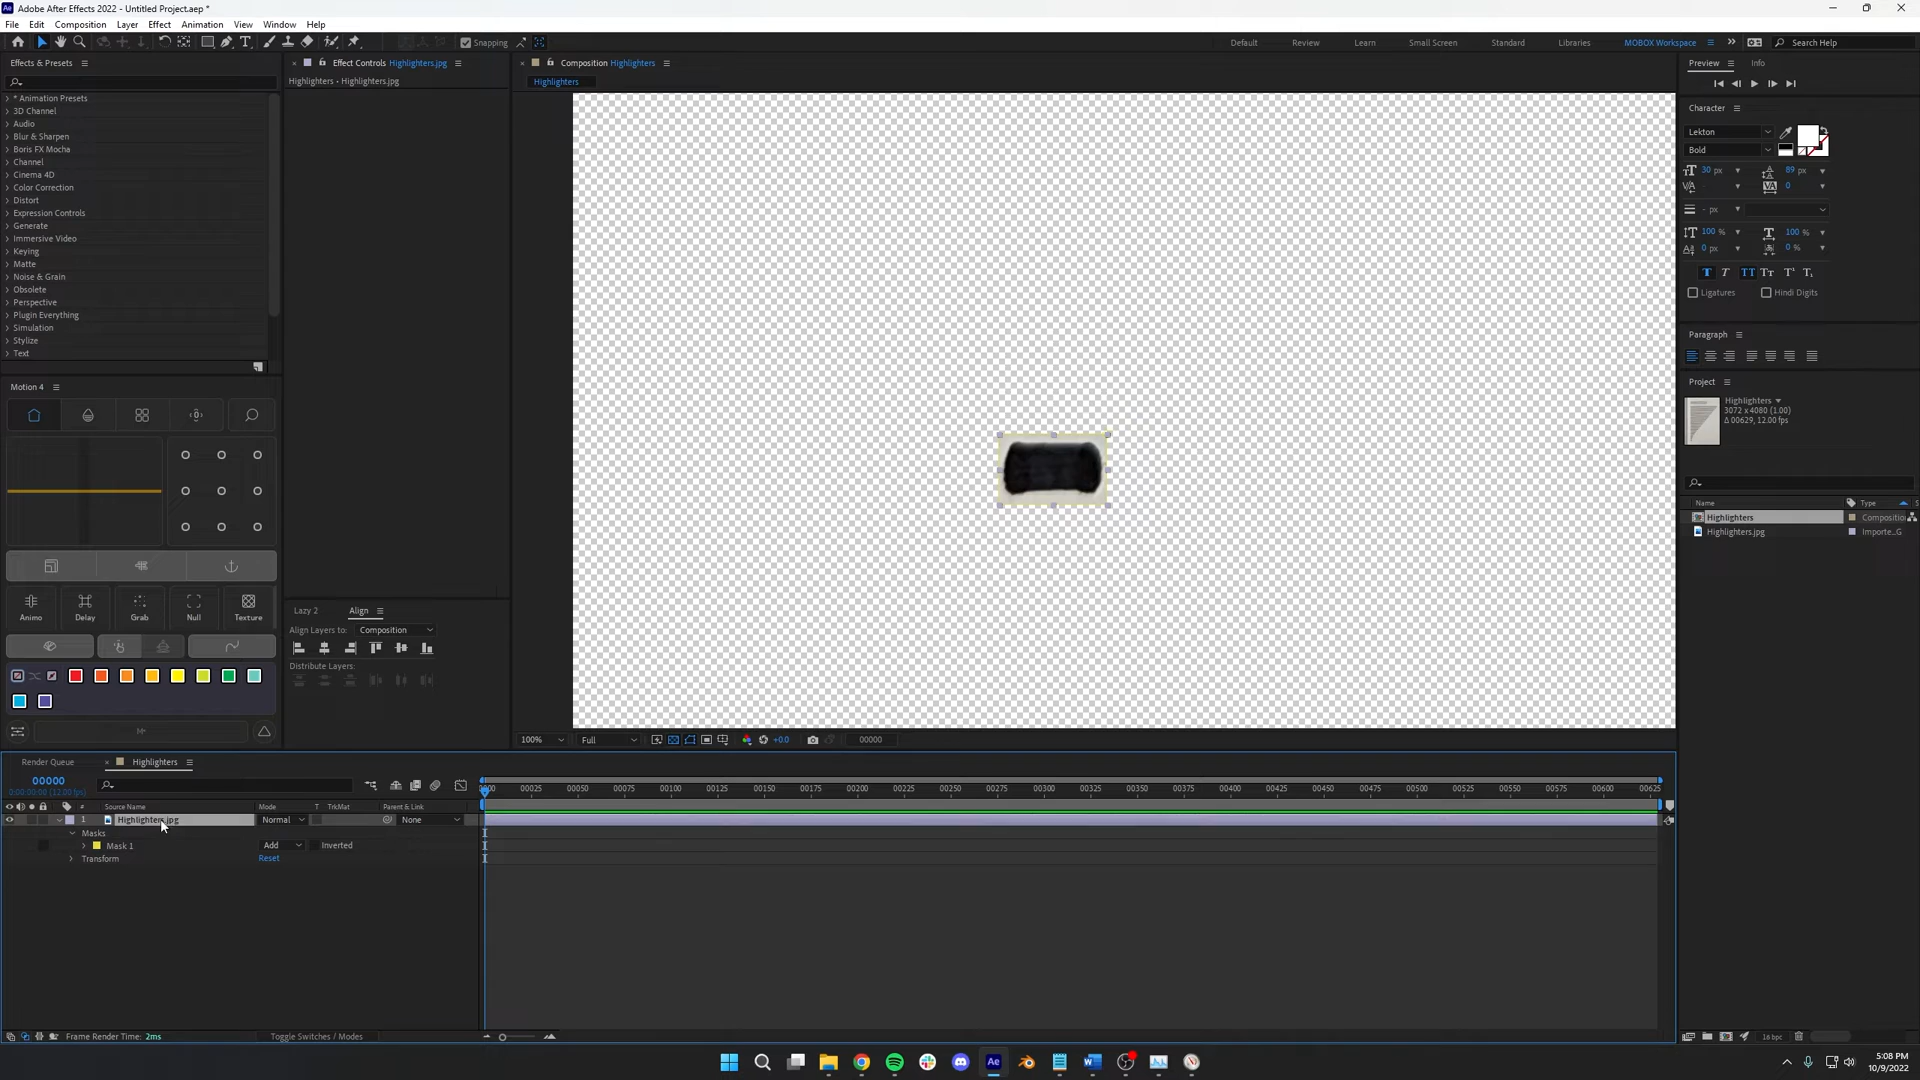 Adobe After Effects 2022 - Untitled Project.aep *
File Edit Composition Layer Effect Animation View Window Help
Snapping
Default Review Learn Small Screen Standard Libraries MOBOX Workspace
Search Help
Effects & Presets
* Animation Presets
3D Channel
Audio
Blur & Sharpen
Boris FX Mocha
Channel
Cinema 4D
Color Correction
Distort
Expression Controls
Generate
Immersive Video
Keying
Matte
Noise & Grain
Obsolete
Perspective
Plugin Everything
Simulation
Stylize
Text
Motion 4
Animo Delay Grab Null Texture
Effect Controls Highlighters.jpg
Highlighters • Highlighters.jpg
Lazy 2 Align
Align Layers to: Composition
Distribute Layers:
Composition Highlighters
Highlighters
100% Full +0.0 00000
Preview Info
Character
Lekton
Bold
30 px 89 px
0
- px
100 % 100 %
0 px 0 %
Ligatures Hindi Digits
Paragraph
Project
Highlighters
3072 x 4080 (1.00)
Δ 00629, 12.00 fps
Name Type S
Highlighters Compositio
Highlighters.jpg Importe...G
16 bpc
Render Queue Highlighters
00000
0:00:00:00 (12.00 fps)
# Source Name Mode T TrkMat Parent & Link
1 Highlighters.jpg Normal None
Masks
Mask 1 Add Inverted
Transform Reset
00025 00050 00075 00100 00125 00150 00175 00200 00225 00250 00275 00300 00325 00350 00375 00400 00425 00450 00475 00500 00525 00550 00575 00600 00625
Frame Render Time: 2ms Toggle Switches / Modes
5:08 PM
10/9/2022